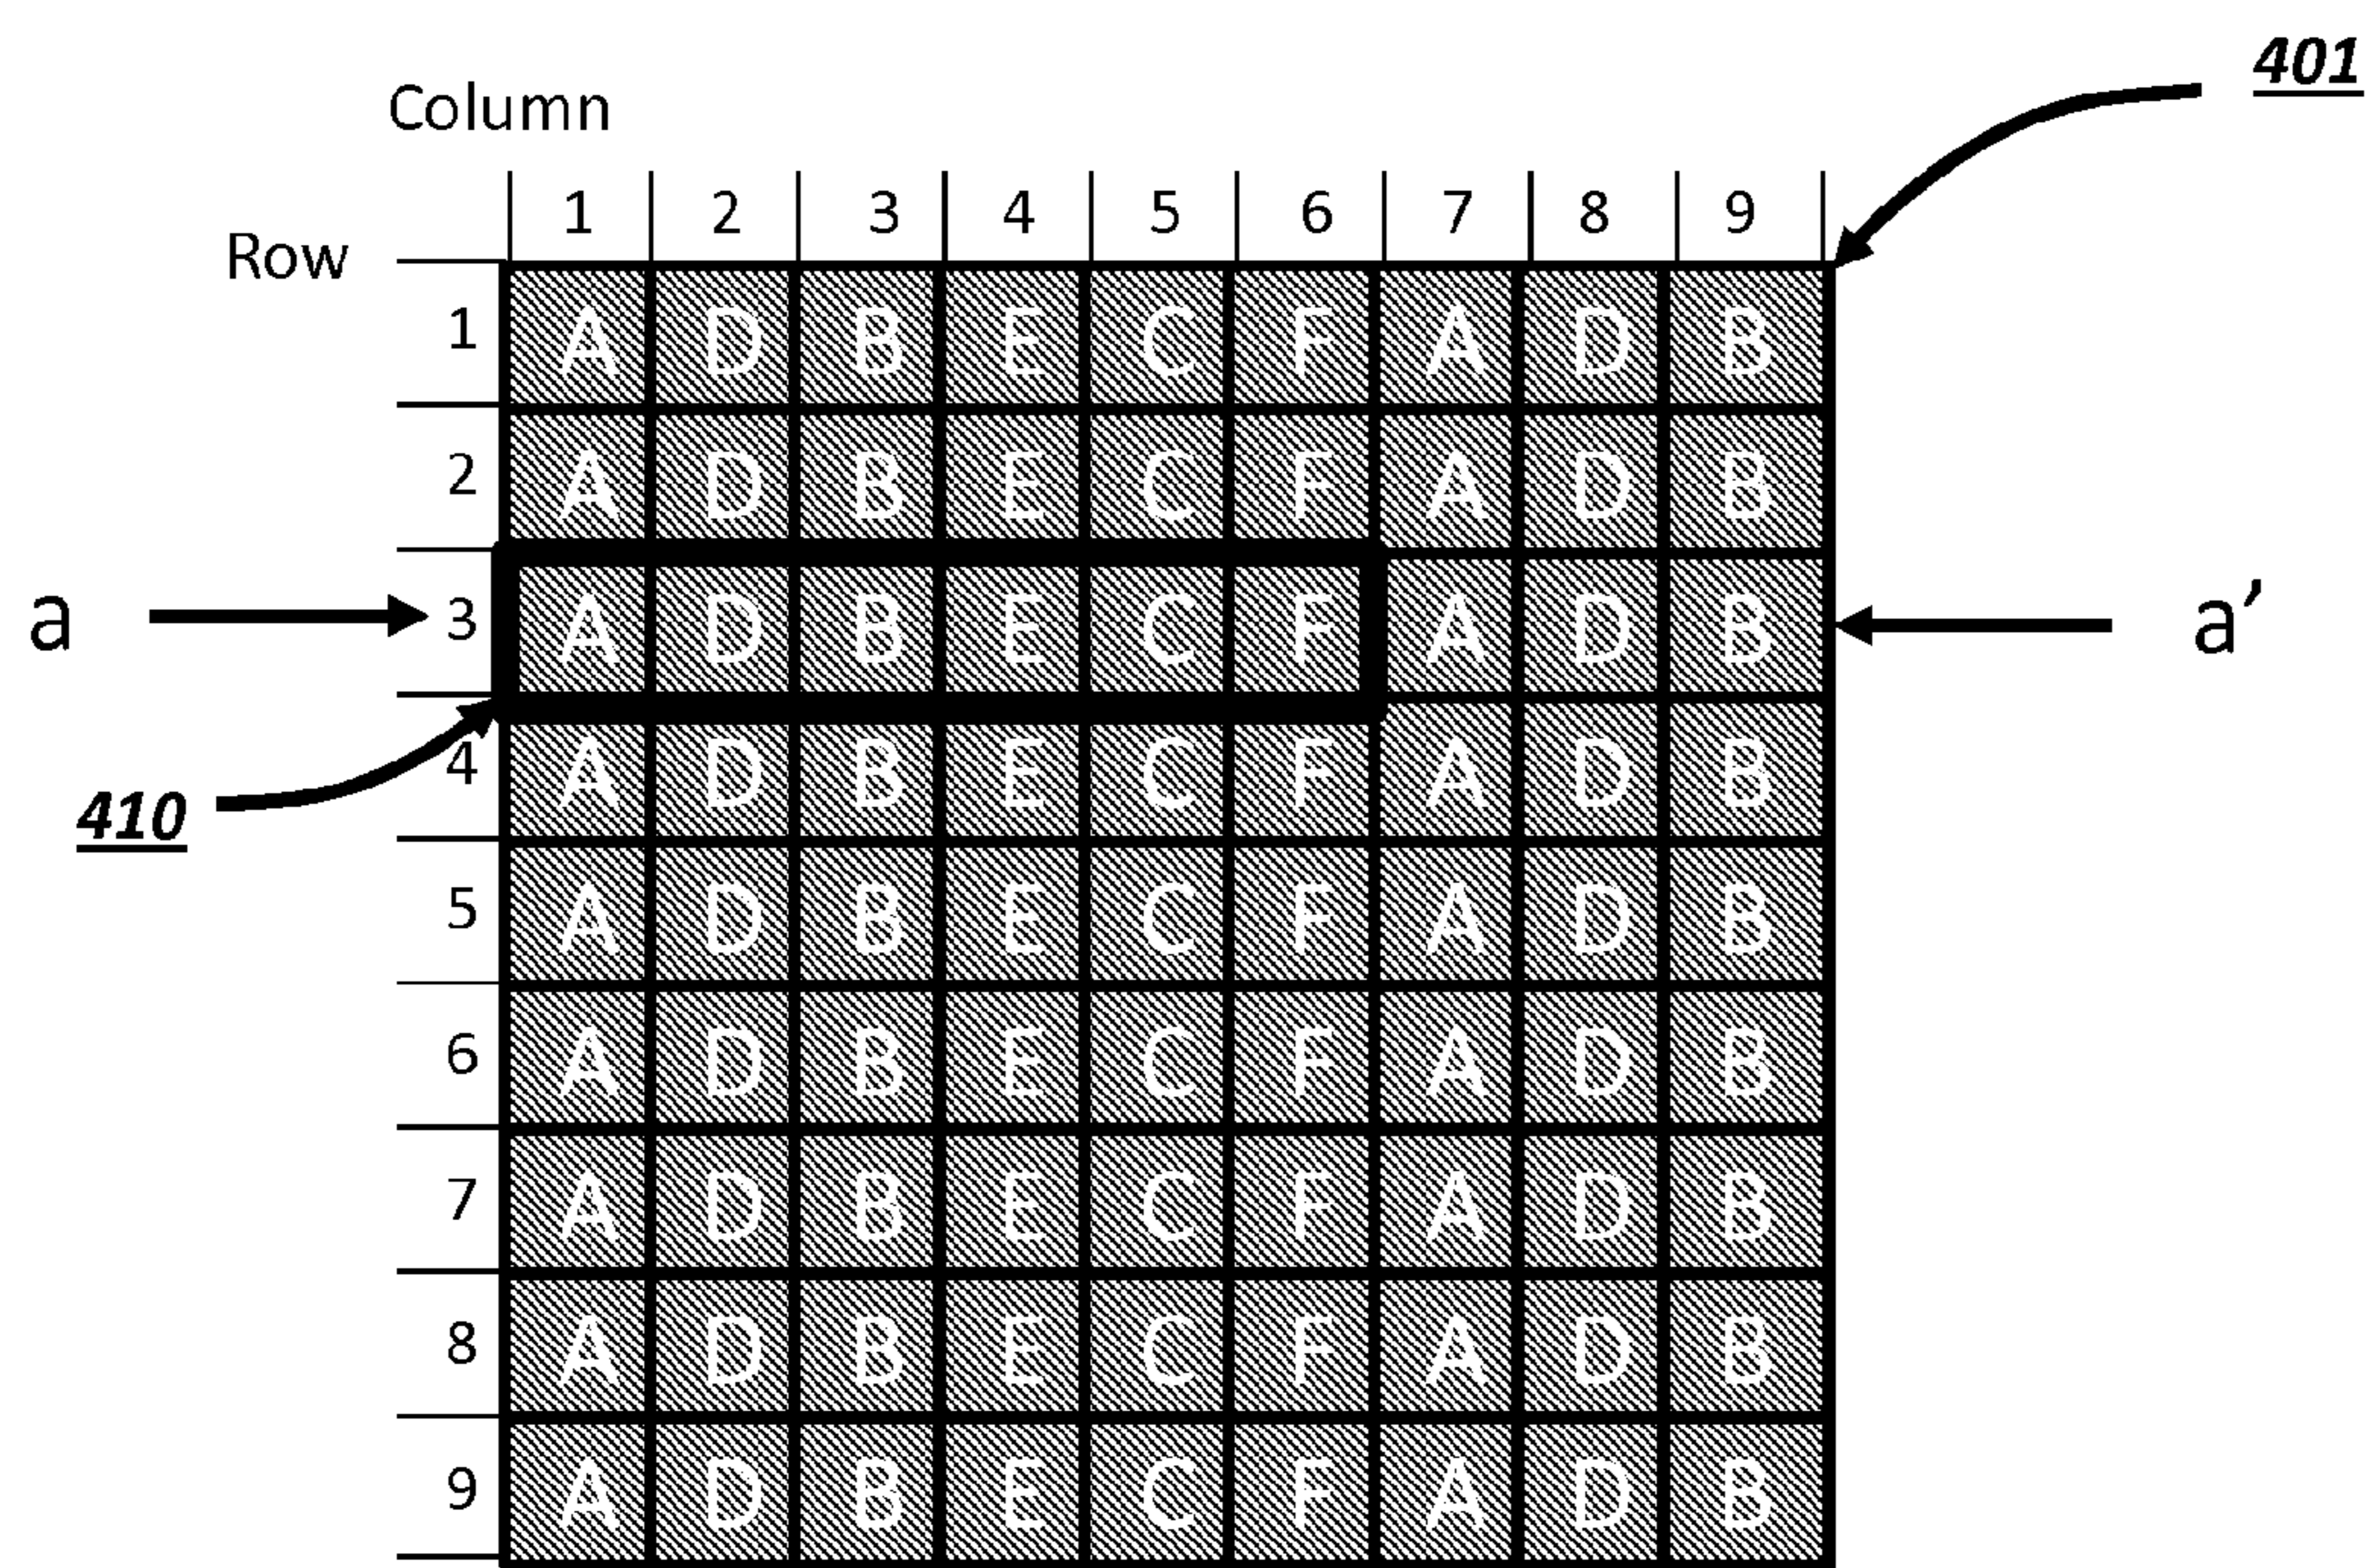 401
Column
1 2 3 4 5 6 7 8 9
Row
1 A D B E C F A D B
2 A D B E C F A D B
a 3 A D B E C F A D B a’
4 A D B E C F A D B
410
5 A D B E C F A D B
6 A D B E C F A D B
7 A D B E C F A D B
8 A D B E C F A D B
9 A D B E C F A D B